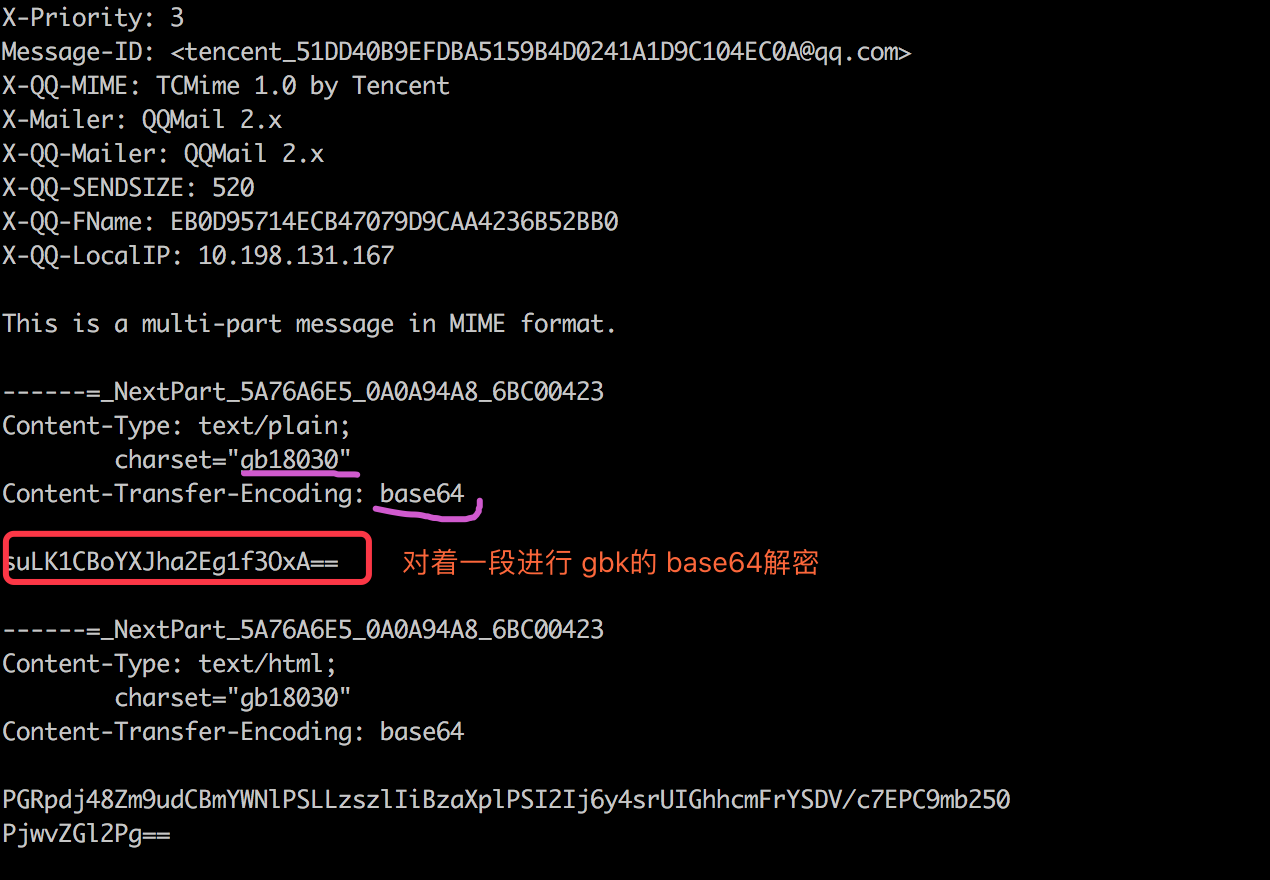 X-Priority: 3
Message-ID: <tencent_51DD40B9EFDBA5159B4D0241A1D9C104EC0A@qq.com>
X-QQ-MIME: TCMime 1.0 by Tencent
X-Mailer: QQMail 2.x
X-QQ-Mailer: QQMail 2.x
X-QQ-SENDSIZE: 520
X-QQ-FName: EB0D95714ECB47079D9CAA4236B52BB0
X-QQ-LocalIP: 10.198.131.167
This is a multi-part message in MIME format.
------=_NextPart_5A76A6E5_0A0A94A8_6BC00423
Content-Type: text/plain;
charset="gb18030"
Content-Transfer-Encoding: base64
suLK1CBoYXJha2Eg1f3OxA== 对着一段进行 gbk的 base64解密
------=_NextPart_5A76A6E5_0A0A94A8_6BC00423
Content-Type: text/html;
charset="gb18030"
Content-Transfer-Encoding: base64
PGRpdj48Zm9udCBmYWNlPSLLzszlIiBzaXplPSI2Ij6y4srUIGhhcmFrYSDV/c7EPC9mb250
PjwvZGl2Pg==